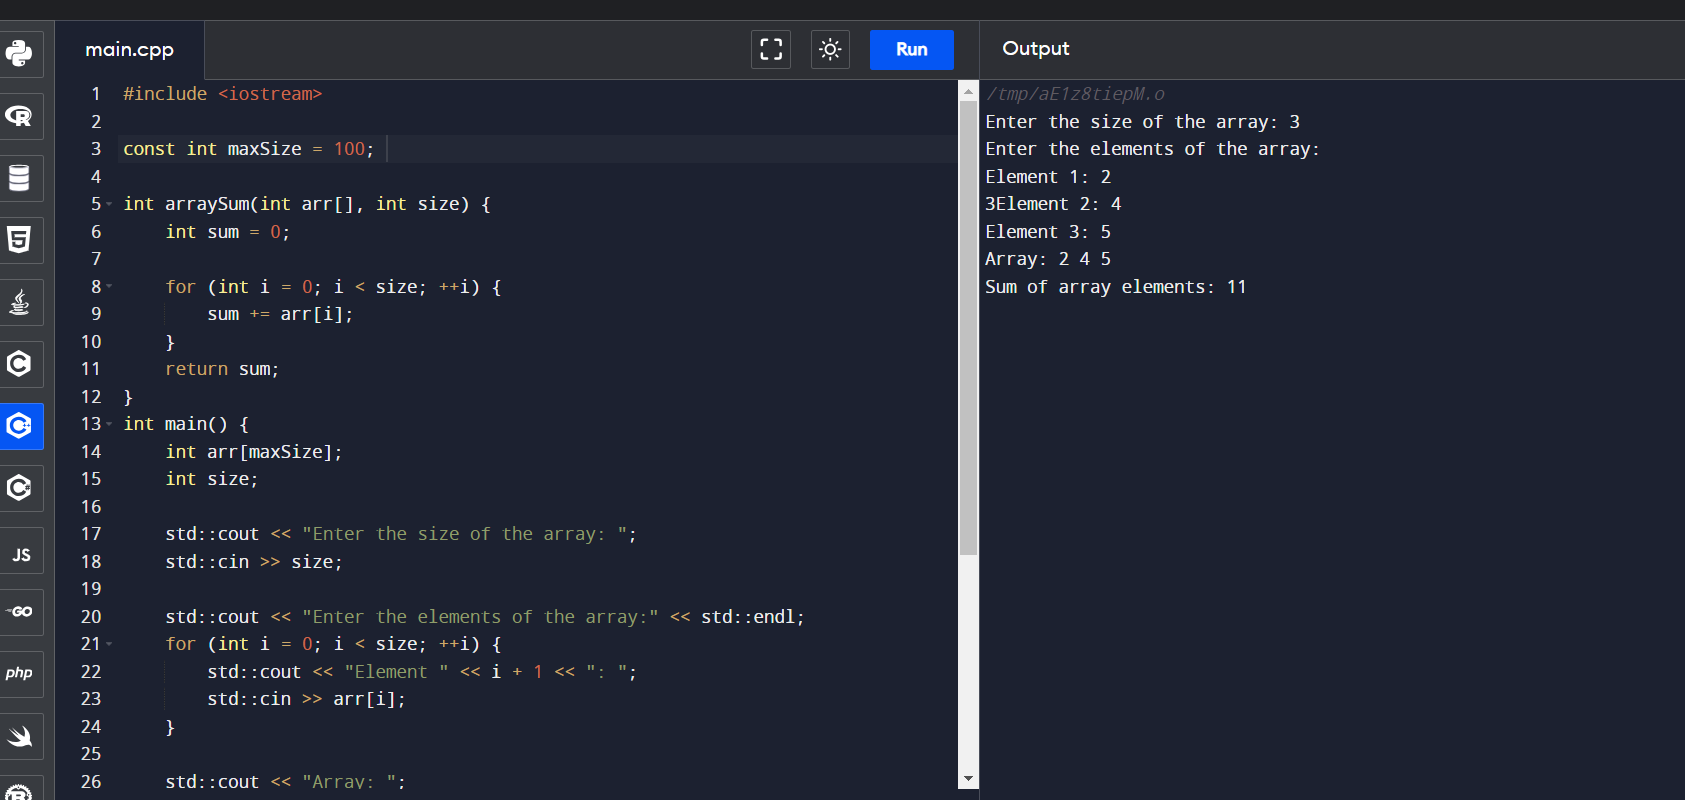 main.cpp
Run
Output
1 #include <iostream>
2
3 const int maxSize = 100;
4
5 int arraySum(int arr[], int size) {
6     int sum = 0;
7
8     for (int i = 0; i < size; ++i) {
9         sum += arr[i];
10     }
11     return sum;
12 }
13 int main() {
14     int arr[maxSize];
15     int size;
16
17     std::cout << "Enter the size of the array: ";
18     std::cin >> size;
19
20     std::cout << "Enter the elements of the array:" << std::endl;
21     for (int i = 0; i < size; ++i) {
22         std::cout << "Element " << i + 1 << ": ";
23         std::cin >> arr[i];
24     }
25
26     std::cout << "Array: ";
/tmp/aE1z8tiepM.o
Enter the size of the array: 3
Enter the elements of the array:
Element 1: 2
3Element 2: 4
Element 3: 5
Array: 2 4 5
Sum of array elements: 11
R
5
C
C
C
JS
GO
php
R